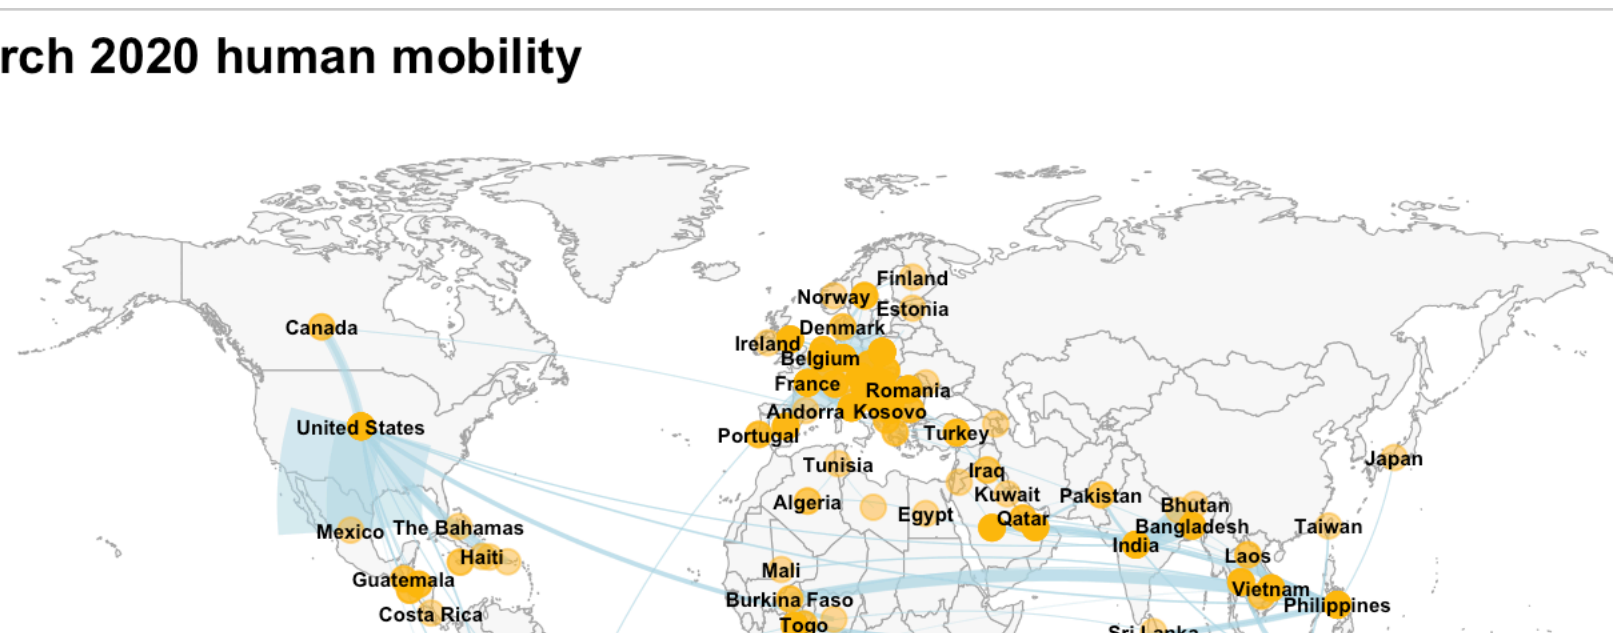 rch 2020 human mobility
Finland
Norway
Estonia
Canada
Denmark
Ireland
Belgium
France
Romania
Andorra Kosovo
United States
Portugal
Turkey
Tunisia
Japan
Iraq
Kuwait
Pakistan
Algeria
Bhutan
Egypt
Qatar
Mexico
The Bahamas
Bangladesh
Taiwan
India
Haiti
Laos
Mali
Guatemala
Vietnam
Burkina Faso
Philippines
Costa Rica
Togo
Sri Lanka